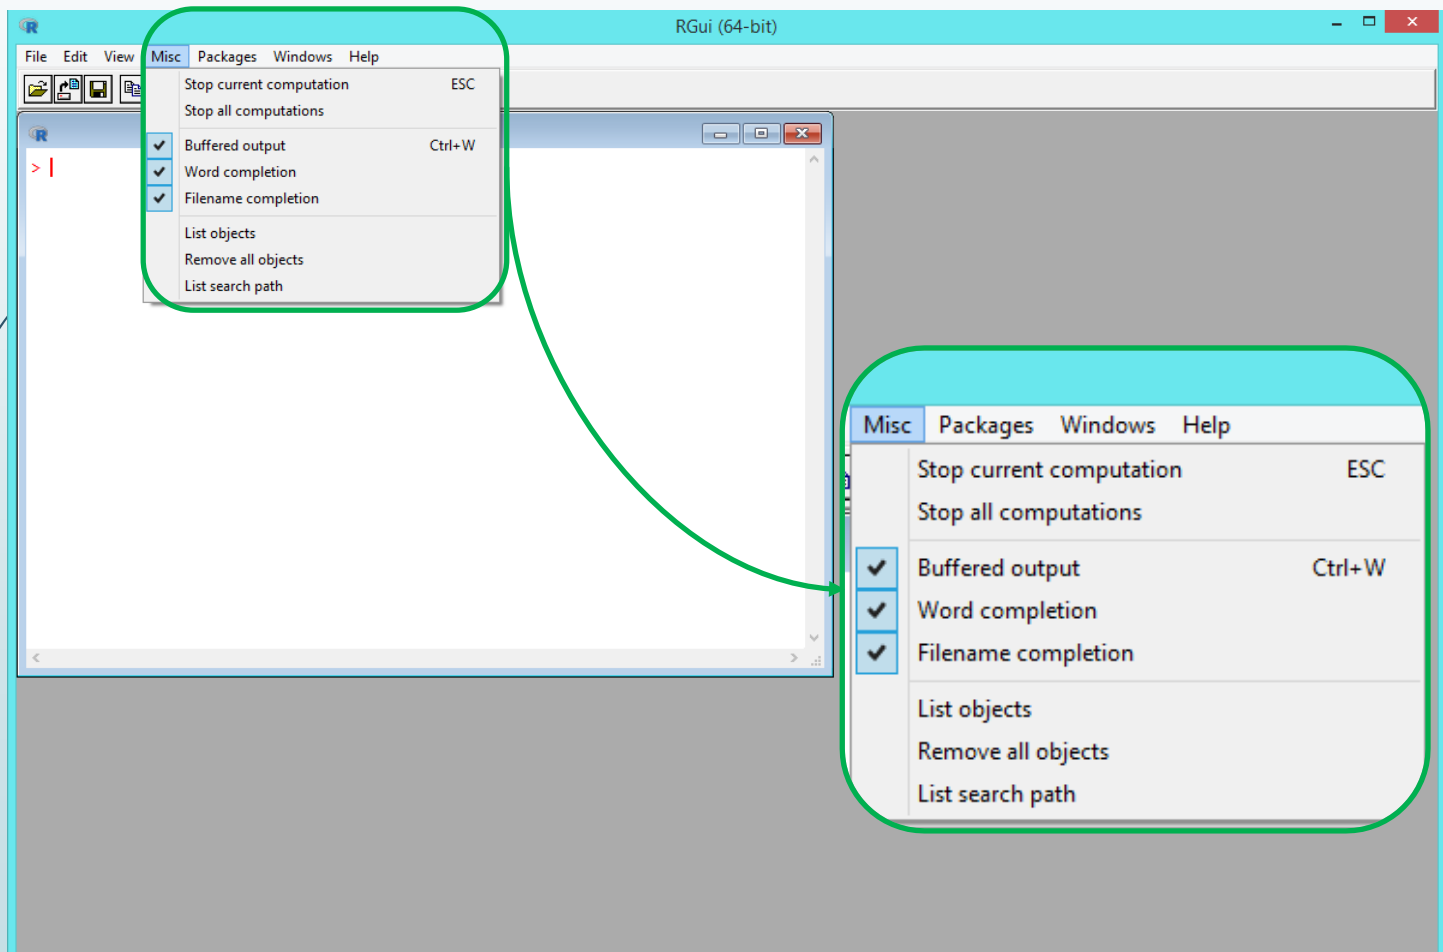 RGui (64-bit)
File Edit View Misc Packages Windows Help
Stop current computation ESC
Stop all computations
Buffered output Ctrl+W
Word completion
Filename completion
List objects
Remove all objects
List search path
>
Misc Packages Windows Help
Stop current computation ESC
Stop all computations
Buffered output Ctrl+W
Word completion
Filename completion
List objects
Remove all objects
List search path